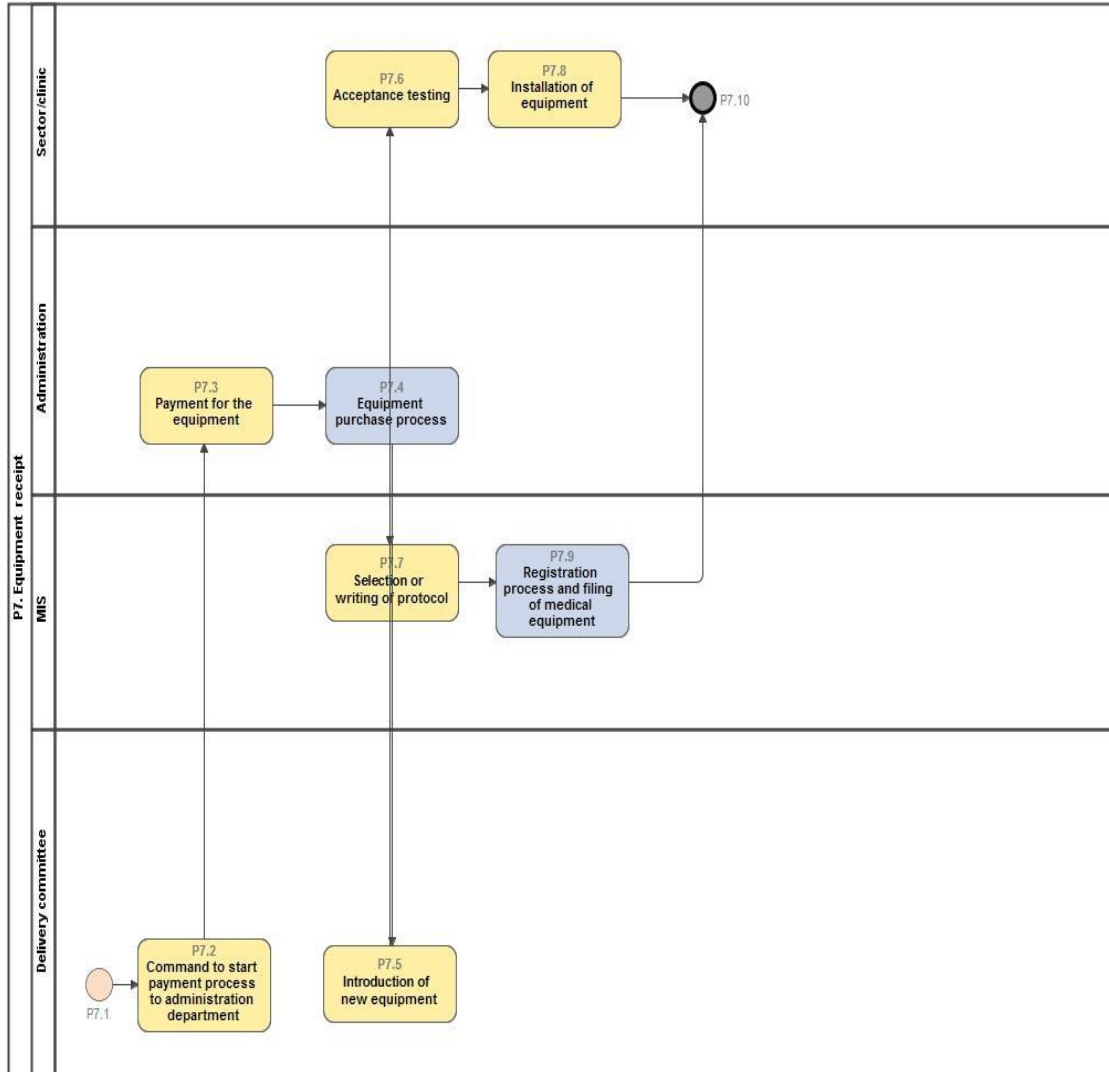 P7. Equipment receipt
Sector/clinic
P7.6
Acceptance testing
P7.8
Installation of
equipment
P7.10
Administration
P7.3
Payment for the
equipment
P7.4
Equipment
purchase process
MIS
P7.7
Selection or
writing of protocol
P7.9
Registration
process and filing
of medical
equipment
Delivery committee
P7.1
P7.2
Command to start
payment process
to administration
department
P7.5
Introduction of
new equipment